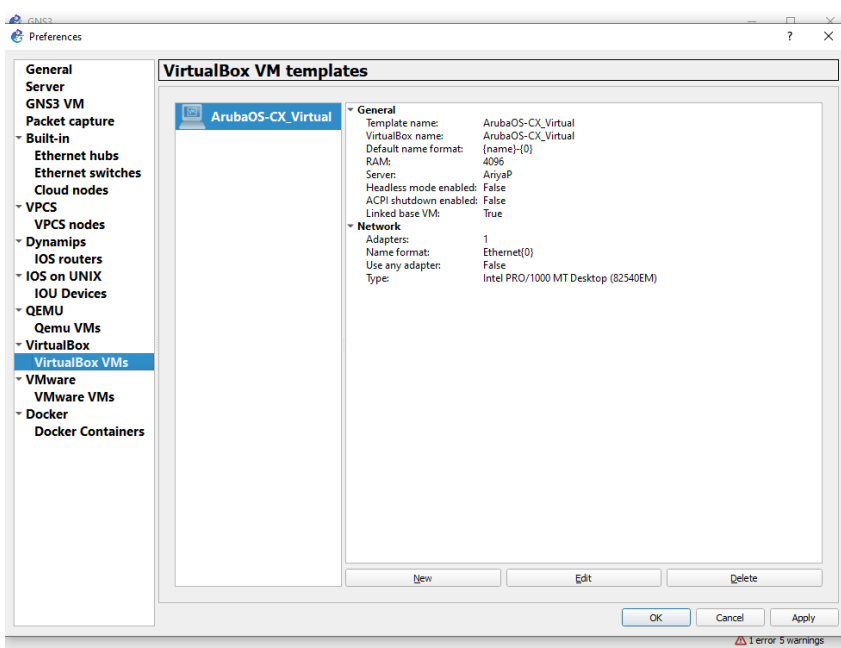 GNS3
Preferences
?
General
Server
GNS3 VM
Packet capture
Built-in
Ethernet hubs
Ethernet switches
Cloud nodes
VPCS
VPCS nodes
Dynamips
IOS routers
IOS on UNIX
IOU Devices
QEMU
Qemu VMs
VirtualBox
VirtualBox VMs
VMware
VMware VMs
Docker
Docker Containers
VirtualBox VM templates
ArubaOS-CX_Virtual
General
Template name: ArubaOS-CX_Virtual
VirtualBox name: ArubaOS-CX_Virtual
Default name format: {name}-{0}
RAM: 4096
Server: AriyaP
Headless mode enabled: False
ACPI shutdown enabled: False
Linked base VM: True
Network
Adapters: 1
Name format: Ethernet{0}
Use any adapter: False
Type: Intel PRO/1000 MT Desktop (82540EM)
New Edit Delete
OK Cancel Apply
1 error 5 warnings